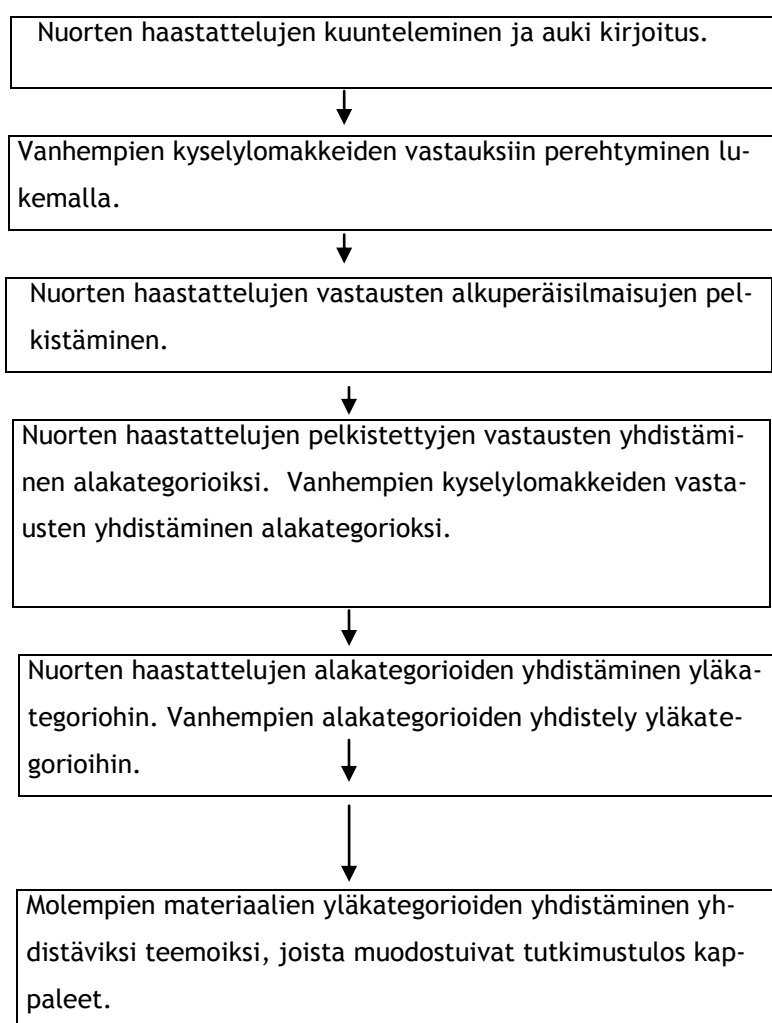 Nuorten haastattelujen kuunteleminen ja auki kirjoitus.
Vanhempien kyselylomakkeiden vastauksiin perehtyminen lu-
kemalla.
Nuorten haastattelujen vastausten alkuperäisilmaisujen pel-
kistäminen.
Nuorten haastattelujen pelkistettyjen vastausten yhdistämi-
nen alakategorioiksi. Vanhempien kyselylomakkeiden vasta-
usten yhdistäminen alakategorioksi.
Nuorten haastattelujen alakategorioiden yhdistäminen yläka-
tegoriohin. Vanhempien alakategorioiden yhdistely yläkate-
gorioihin.
Molempien materiaalien yläkategorioiden yhdistäminen yh-
distäviksi teemoiksi, joista muodostuivat tutkimustulos kap-
paleet.